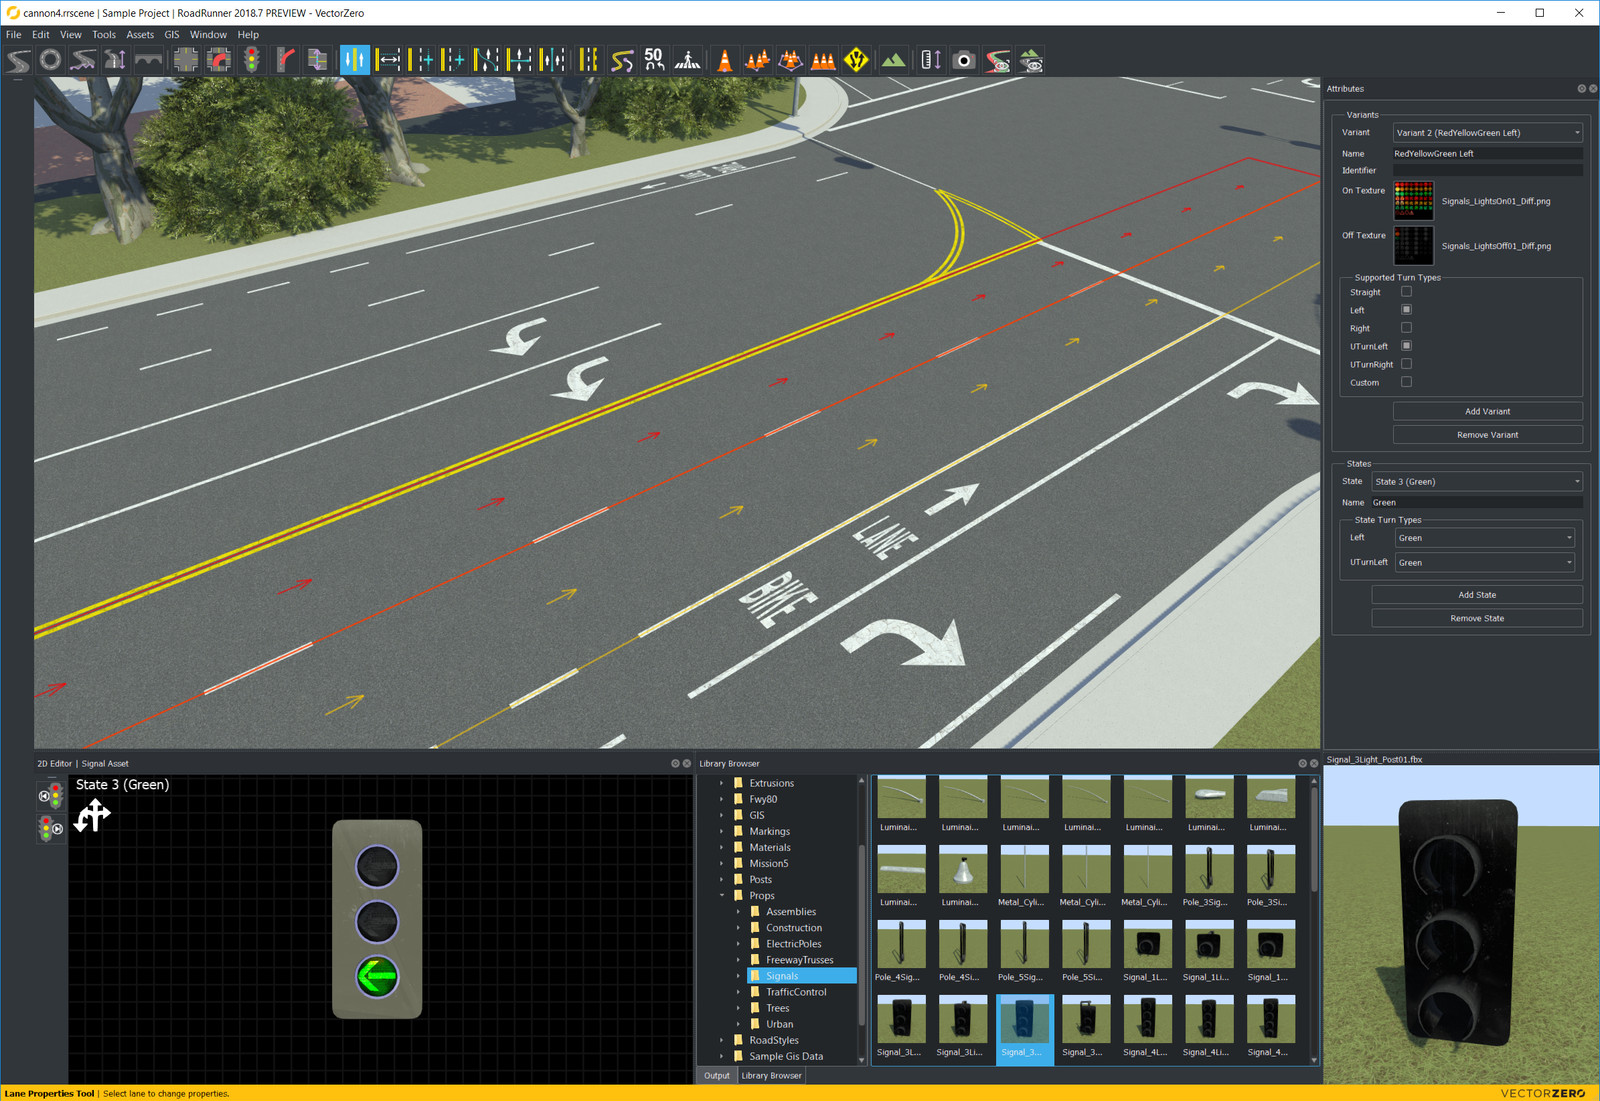 cannon4.rrscene | Sample Project | RoadRunner 2018.7 PREVIEW - VectorZero
File Edit View Tools Assets GIS Window Help
50
BIKE
LANE
Attributes
Variants
Variant Variant 2 (RedYellowGreen Left)
Name RedYellowGreen Left
Identifier
On Texture Signals_LightsOn01_Diff.png
Off Texture Signals_LightsOff01_Diff.png
Supported Turn Types
Straight
Left
Right
UTurnLeft
UTurnRight
Custom
Add Variant
Remove Variant
States
State State 3 (Green)
Name Green
State Turn Types
Left Green
UTurnLeft Green
Add State
Remove State
2D Editor | Signal Asset
State 3 (Green)
Library Browser
Extrusions
Fwy80
GIS
Markings
Materials
Mission5
Posts
Props
Assemblies
Construction
ElectricPoles
FreewayTrusses
Signals
TrafficControl
Trees
Urban
RoadStyles
Sample Gis Data
Luminai... Luminai... Luminai... Luminai... Luminai... Luminai... Luminai...
Luminai... Luminai... Metal_Cyli... Metal_Cyli... Metal_Cyli... Pole_3Sig... Pole_3Si...
Pole_4Sig... Pole_4Si... Pole_5Sig... Pole_5Si... Signal_1L... Signal_1Li... Signal_1...
Signal_3L... Signal_3Li... Signal_3... Signal_3... Signal_4L... Signal_4Li... Signal_4...
Output Library Browser
Signal_3Light_Post01.fbx
Lane Properties Tool | Select lane to change properties.
VECTORZERO